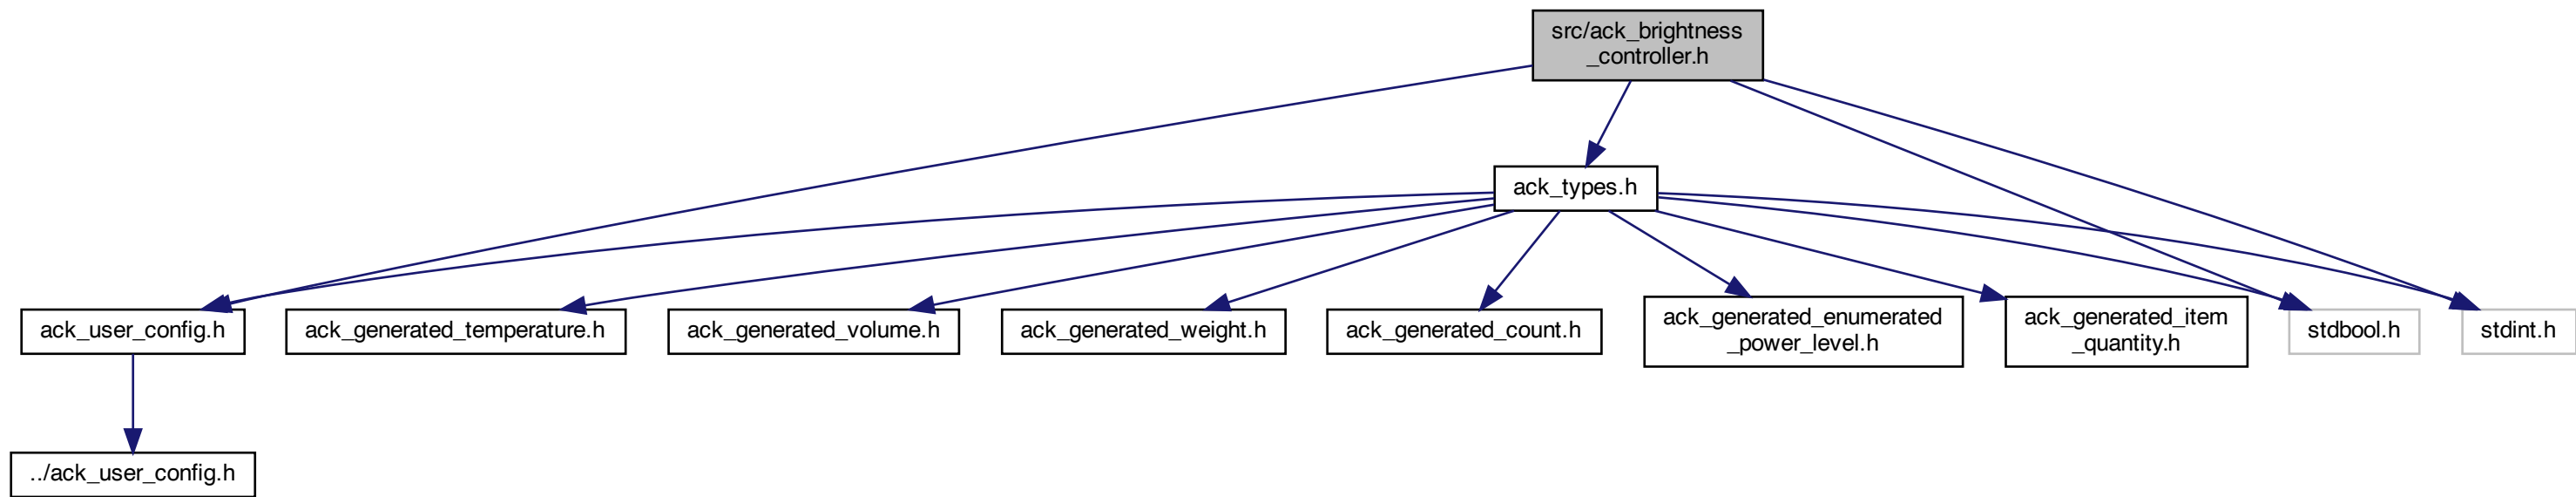 src/ack_brightness
_controller.h
ack_types.h
ack_user_config.h
ack_generated_temperature.h
ack_generated_volume.h
ack_generated_weight.h
ack_generated_count.h
ack_generated_enumerated
_power_level.h
ack_generated_item
_quantity.h
stdbool.h
stdint.h
../ack_user_config.h